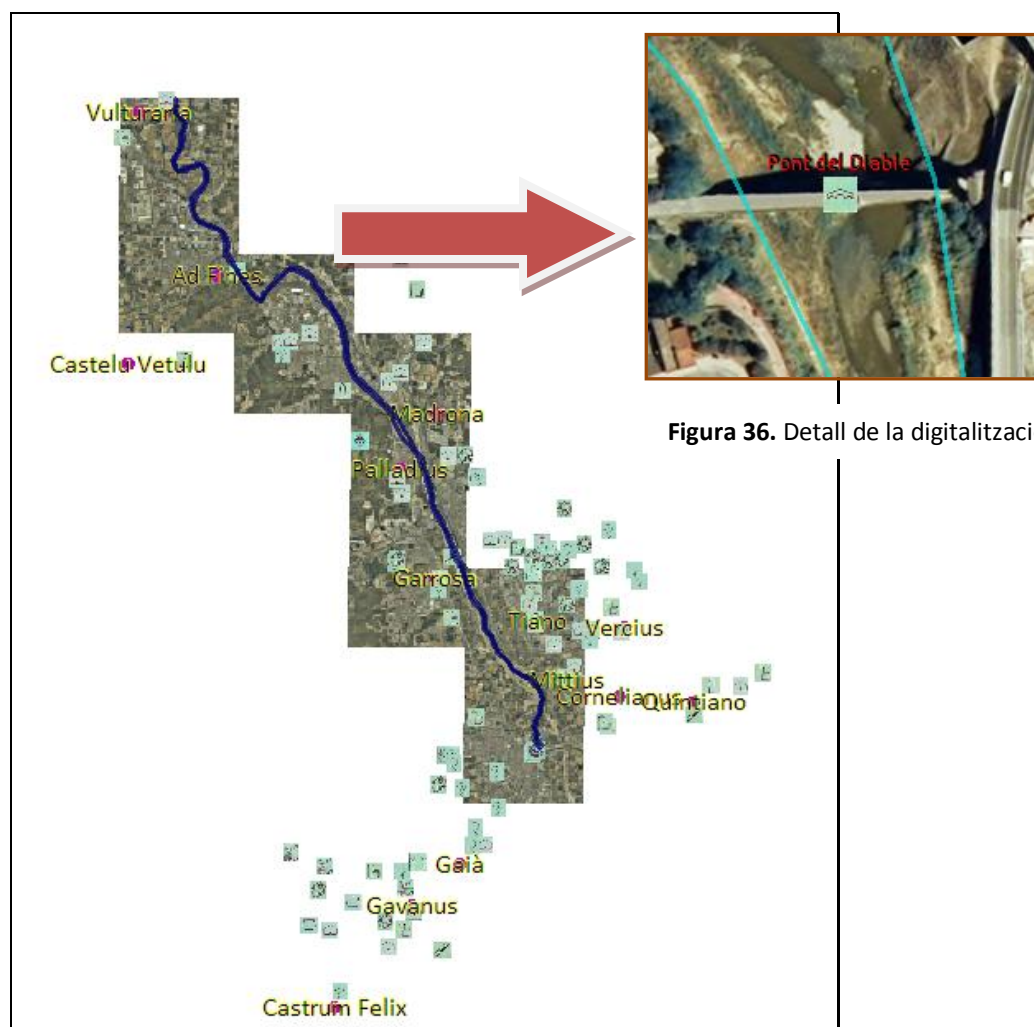 Vulturaria
Pont del Diable
Ad Fines
Castelu Vetulu
Madrona
Figura 36. Detall de la digitalitzaci
Palladius
Garrosa
Tiano
Vercius
Mittius
Cornelianus
Quintiano
Gaià
Gavanus
Castrum Felix